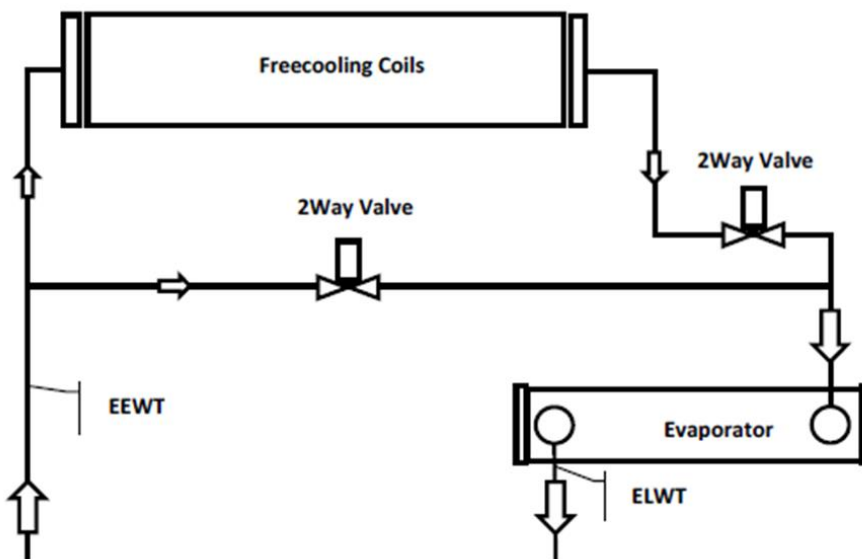 Freecooling Coils
2Way Valve
2Way Valve
EEWT
Evaporator
ELWT